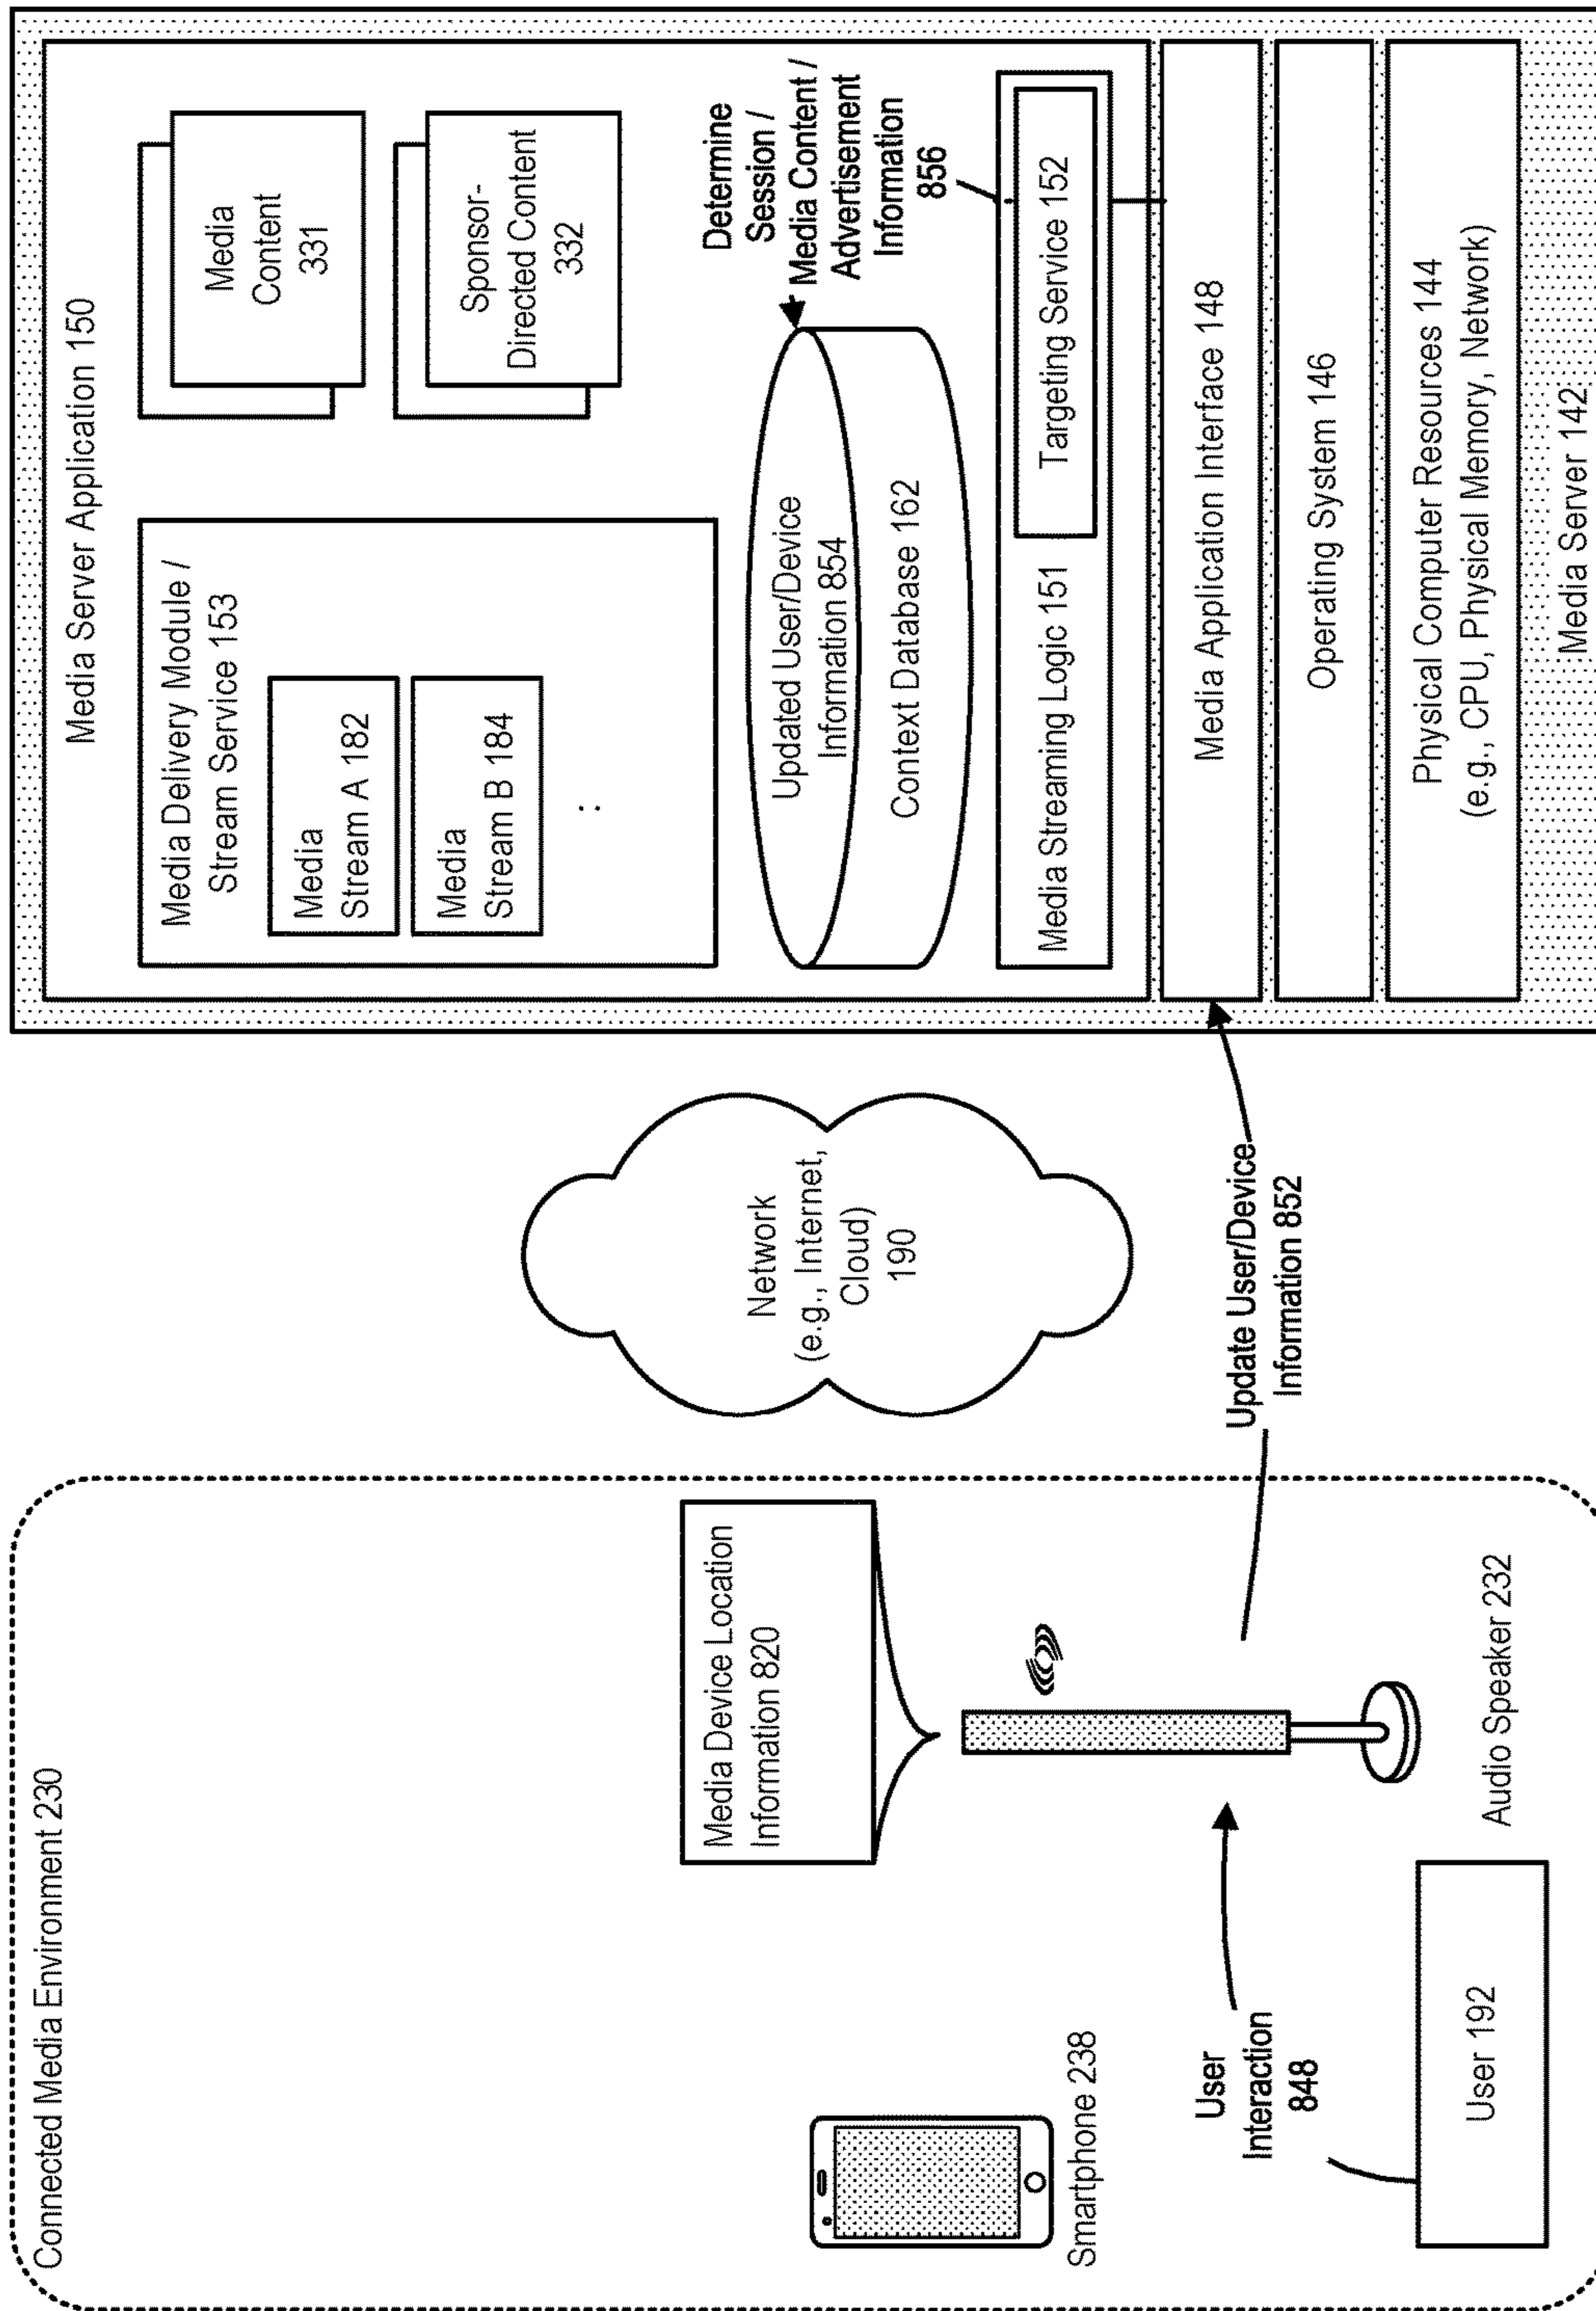 Connected Media Environment 230
Media Device Location
Information 820
Smartphone 238
User
Interaction
848
User 192
Audio Speaker 232
Update User/Device
Information 852
Network
(e.g., Internet,
Cloud)
190
Media Server Application 150
Media Delivery Module /
Stream Service 153
Media
Stream A 182
Media
Stream B 184
:
Media
Content
331
Sponsor-
Directed Content
332
Updated User/Device
Information 854
Context Database 162
Determine
Session /
Media Content /
Advertisement
Information
856
Media Streaming Logic 151
Targeting Service 152
Media Application Interface 148
Operating System 146
Physical Computer Resources 144
(e.g., CPU, Physical Memory, Network)
Media Server 142